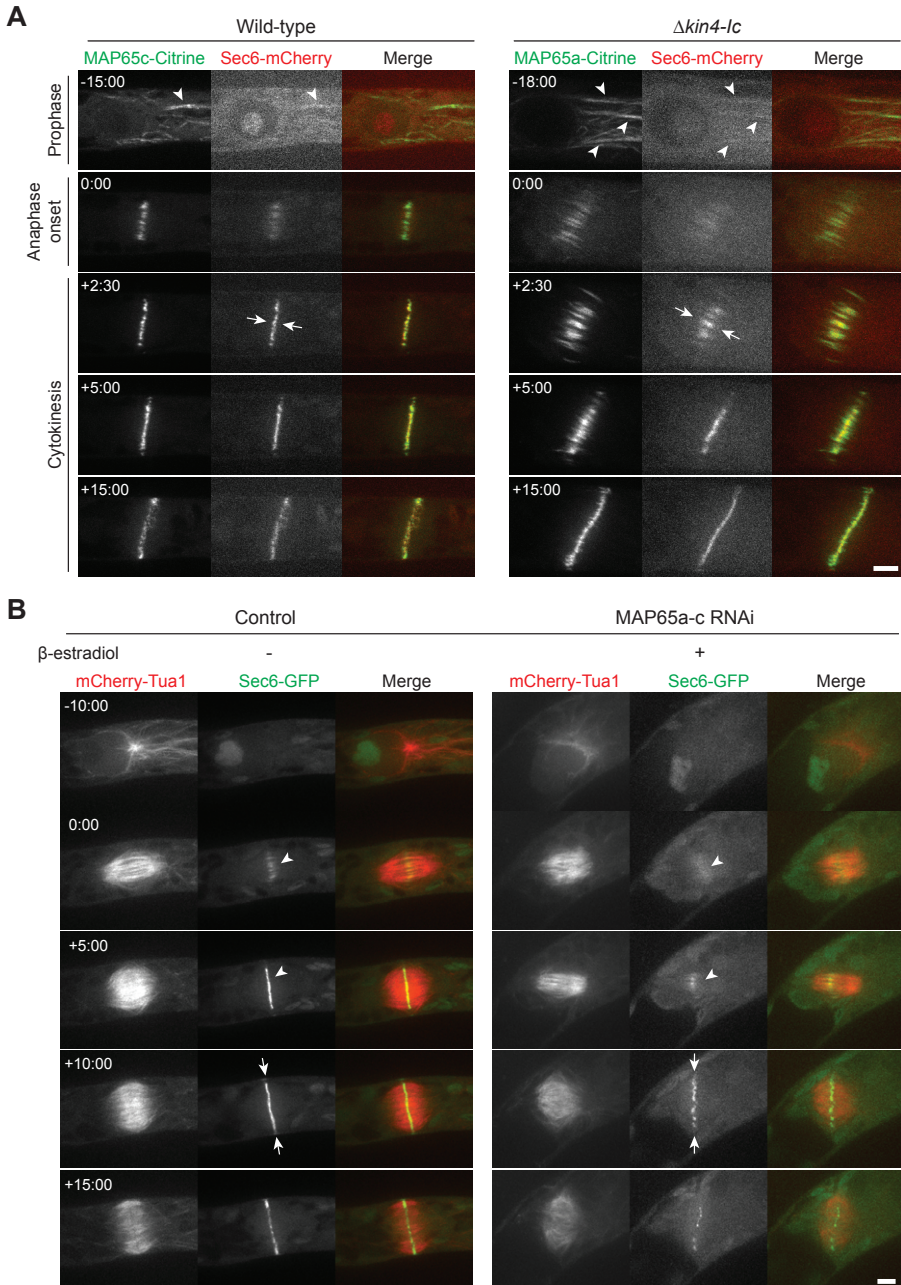 A
Wild-type
Δkin4-Ic
MAP65c-Citrine Sec6-mCherry Merge
MAP65a-Citrine Sec6-mCherry Merge
Prophase
-15:00
-18:00
Anaphase
onset
0:00
0:00
Cytokinesis
+2:30
+2:30
+5:00
+5:00
+15:00
+15:00
B
Control
MAP65a-c RNAi
β-estradiol - +
mCherry-Tua1 Sec6-GFP Merge
mCherry-Tua1 Sec6-GFP Merge
-10:00
0:00
+5:00
+10:00
+15:00